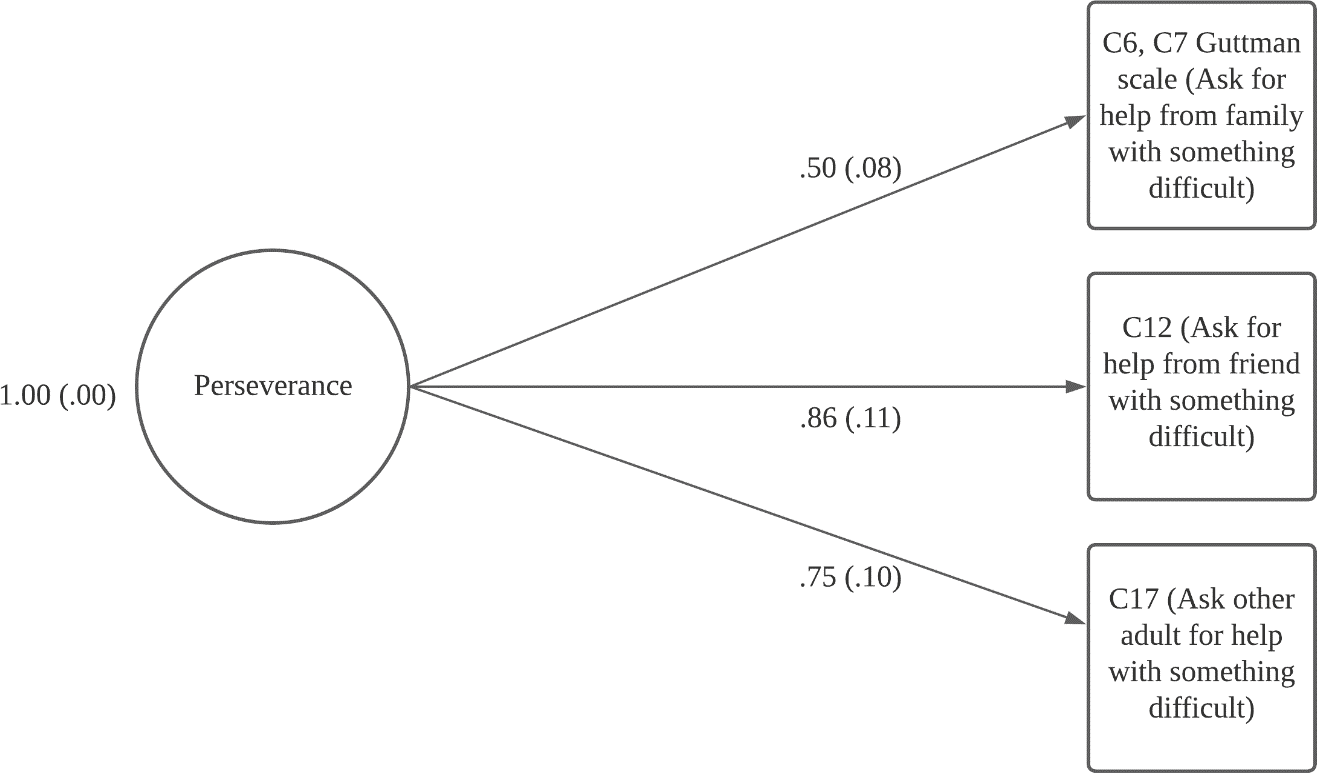 1.00 (.00)
Perseverance
.50 (.08)
.86 (.11)
.75 (.10)
C6, C7 Guttman
scale (Ask for
help from family
with something
difficult)
C12 (Ask for
help from friend
with something
difficult)
C17 (Ask other
adult for help
with something
difficult)